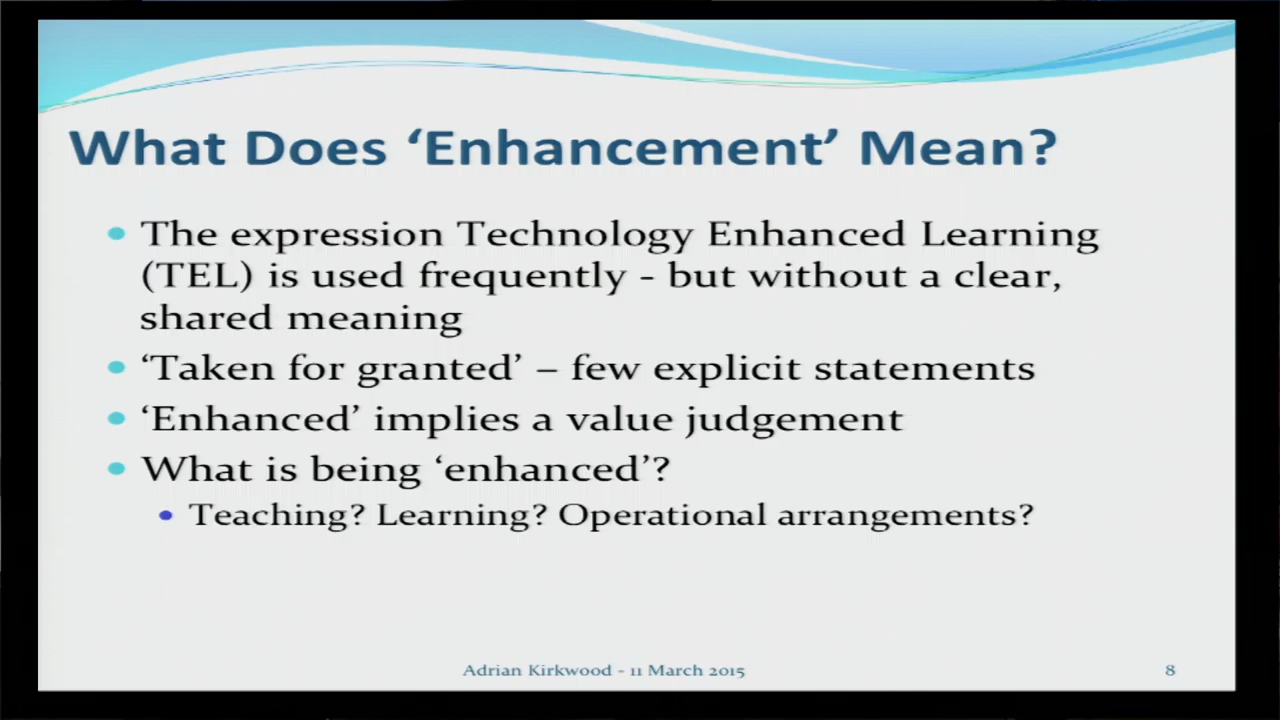 What Does ‘Enhancement’ Mean?
The expression Technology Enhanced Learning
(TEL) is used frequently - but without a clear,
shared meaning
‘Taken for granted’ – few explicit statements
‘Enhanced’ implies a value judgement
What is being ‘enhanced’?
Teaching? Learning? Operational arrangements?
Adrian Kirkwood - 11 March 2015
8